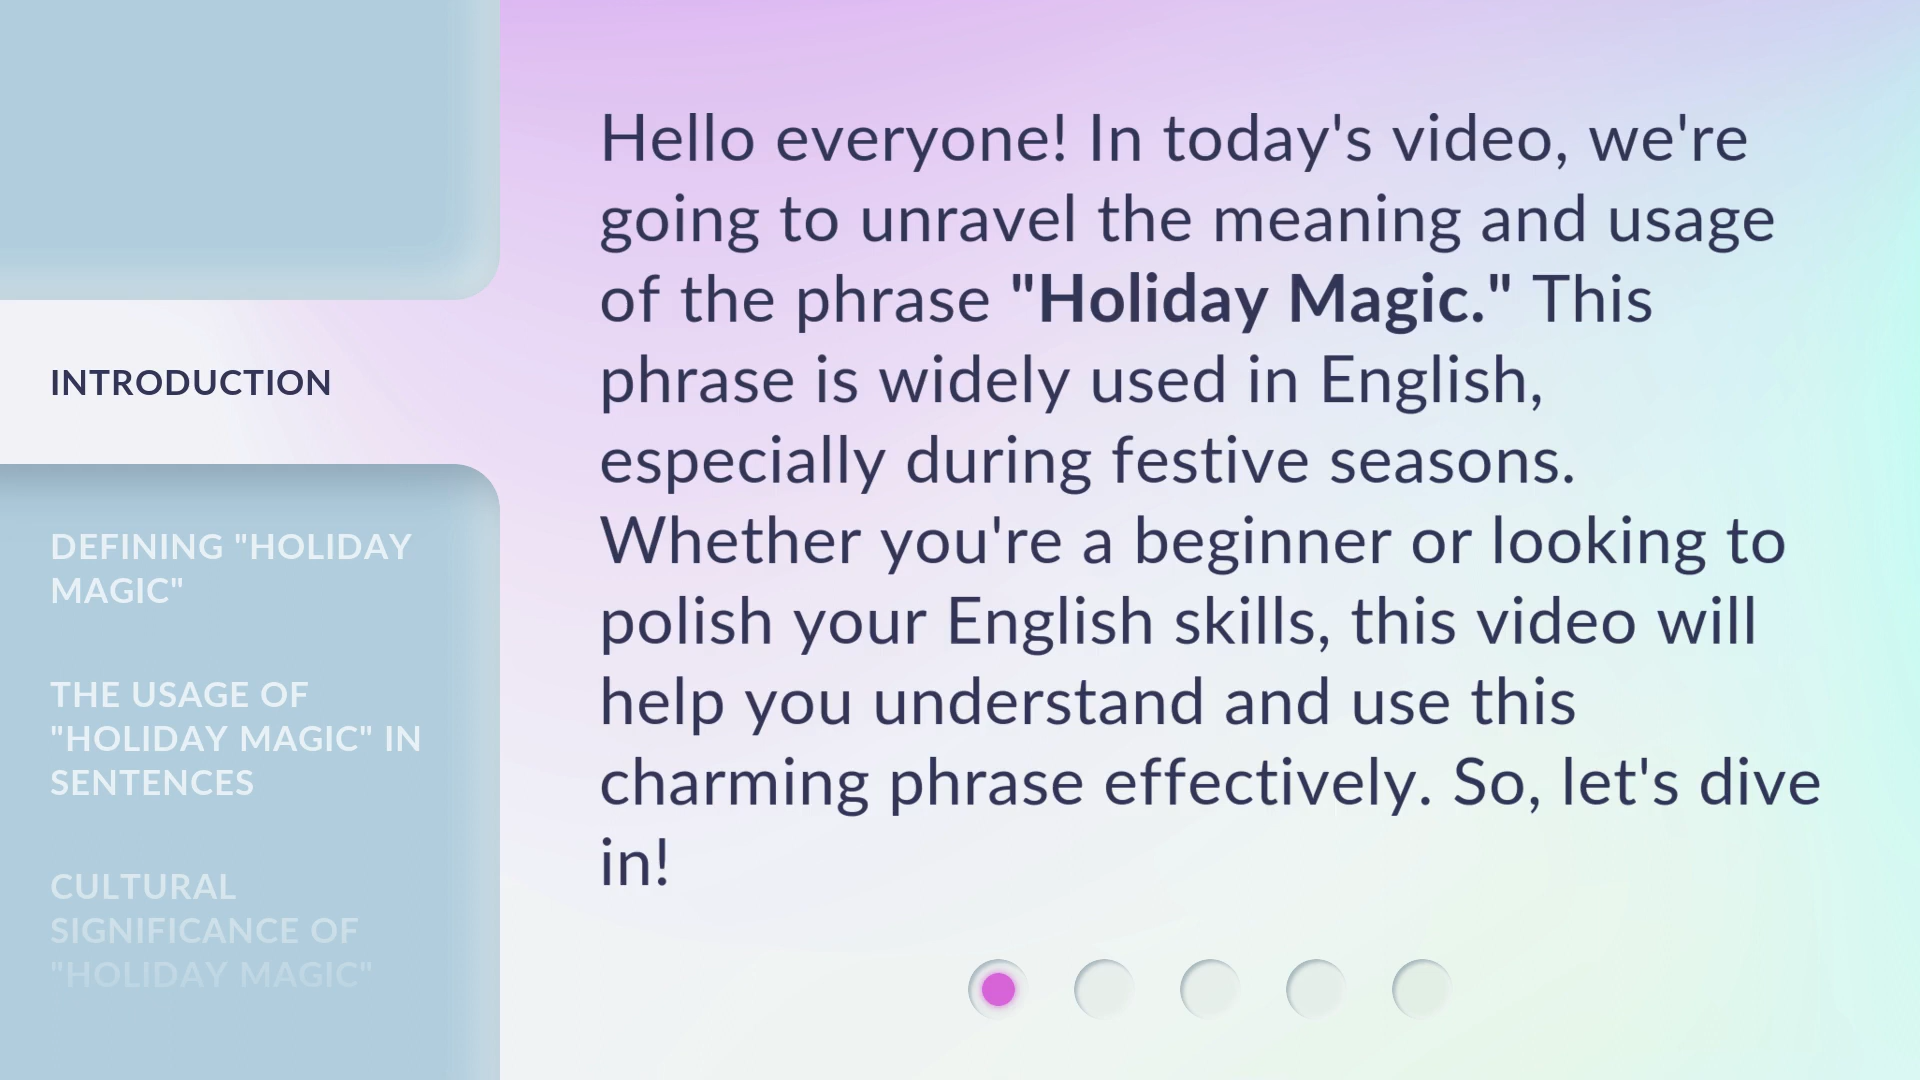 INTRODUCTION
DEFINING "HOLIDAY
MAGIC"
THE USAGE OF
"HOLIDAY MAGIC" IN
SENTENCES
CULTURAL
SIGNIFICANCE OF
"HOLIDAY MAGIC"
Hello everyone! In today's video, we're
going to unravel the meaning and usage
of the phrase "Holiday Magic." This
phrase is widely used in English,
especially during festive seasons.
Whether you're a beginner or looking to
polish your English skills, this video will
help you understand and use this
charming phrase effectively. So, let's dive
in!